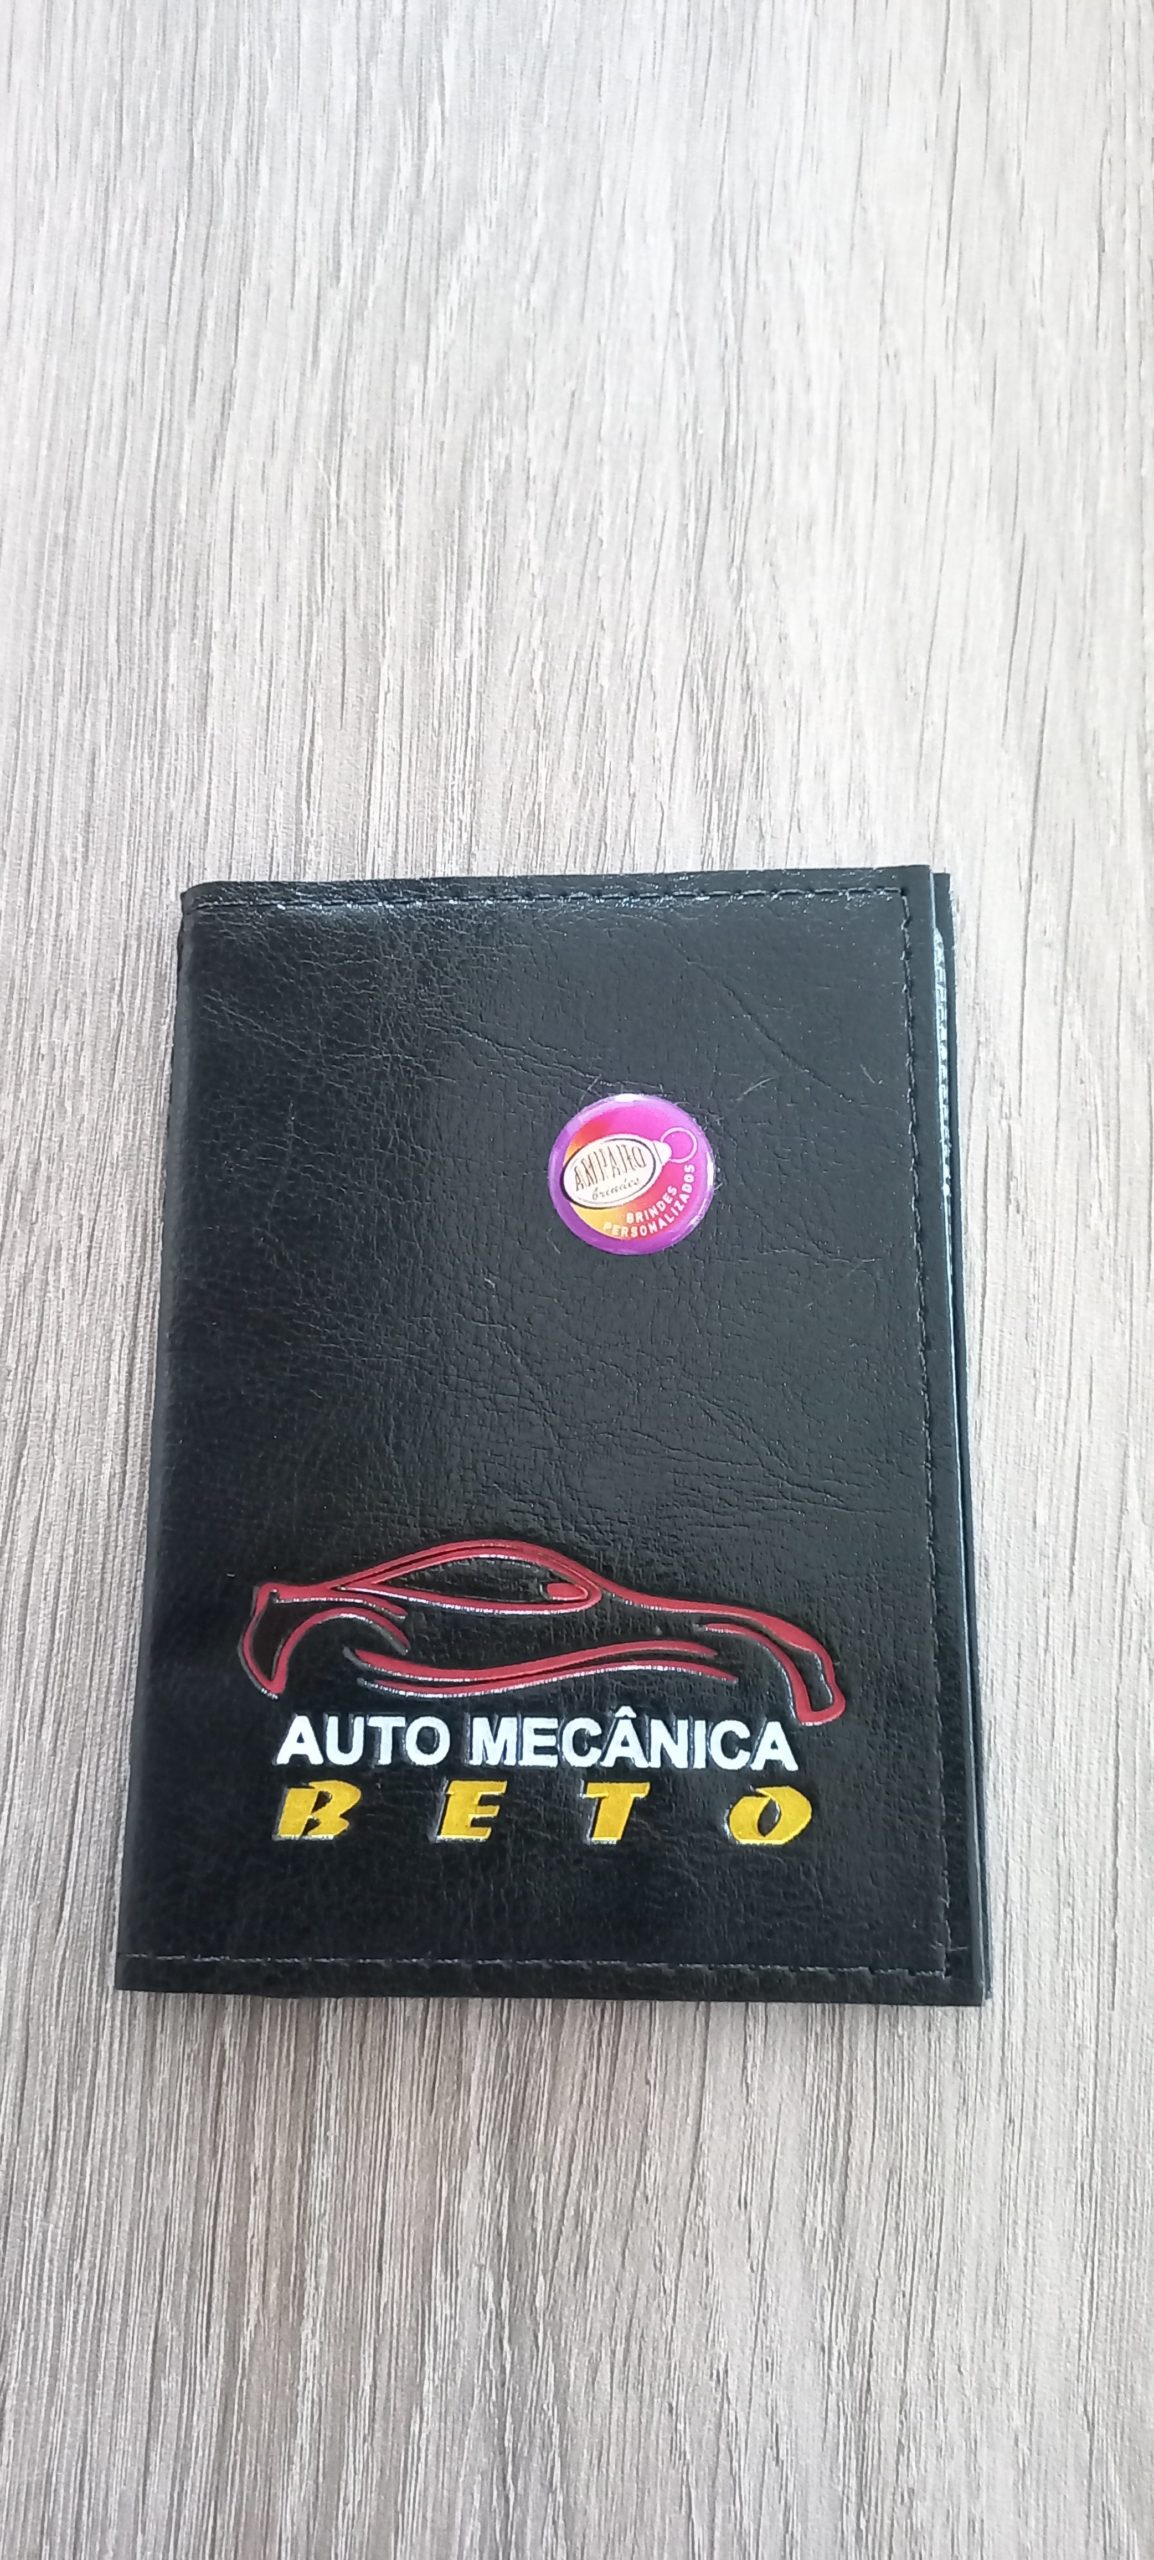 AMPARO
brindes
BRINDES
PERSONALIZADOS
AUTO MECÂNICA
BETO